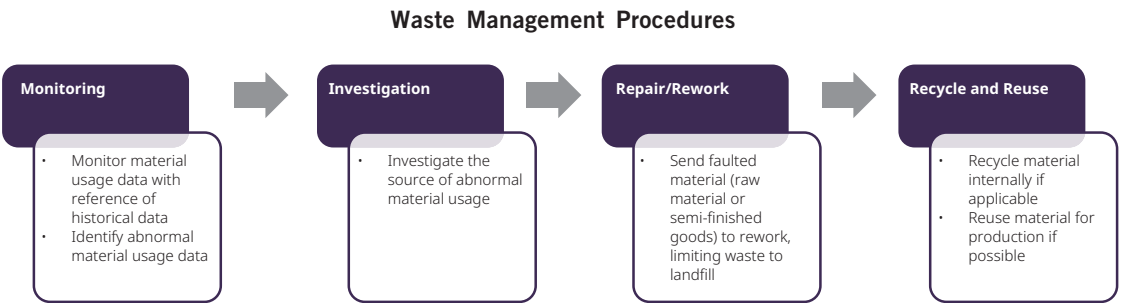 Waste Management Procedures
Monitoring
• Monitor material
usage data with
reference of
historical data
• Identify abnormal
material usage data
Investigation
• Investigate the
source of abnormal
material usage
Repair/Rework
• Send faulted
material (raw
material or
semi-finished
goods) to rework,
limiting waste to
landfill
Recycle and Reuse
• Recycle material
internally if
applicable
• Reuse material for
production if
possible